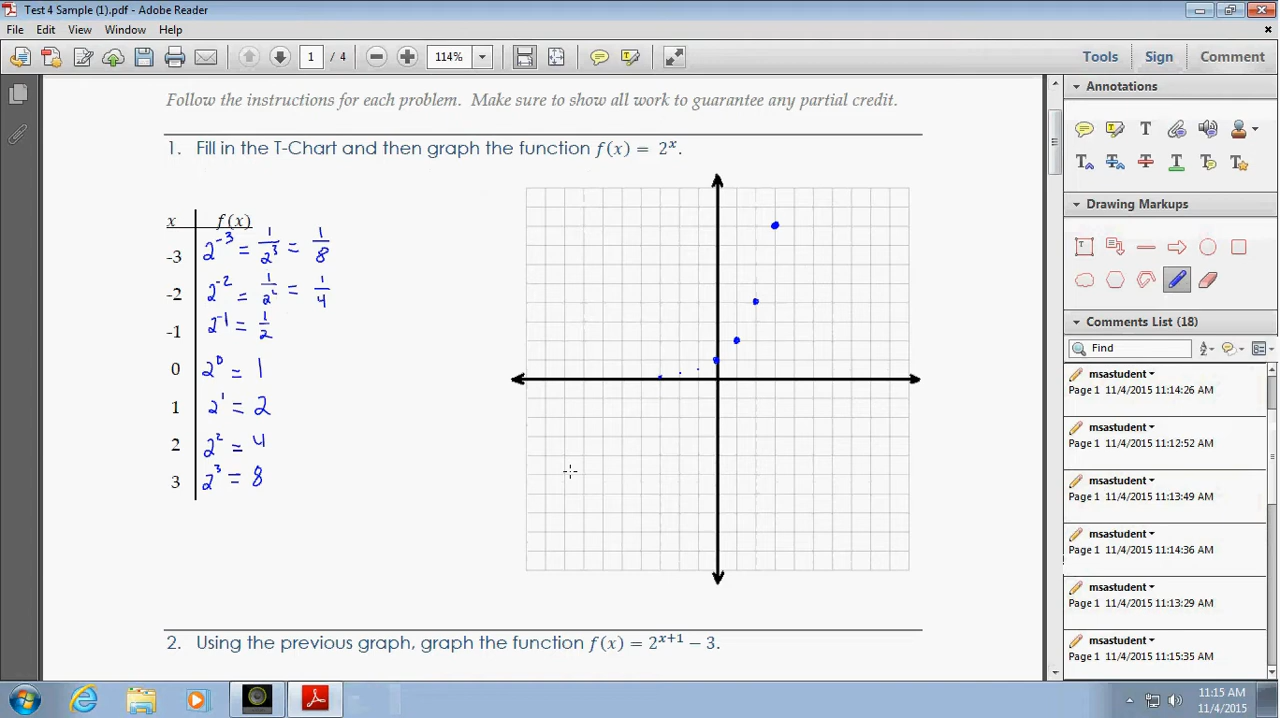 Test 4 Sample (1).pdf - Adobe Reader
File Edit View Window Help
1 / 4 114% Tools Sign Comment
Follow the instructions for each problem. Make sure to show all work to guarantee any partial credit.
1. Fill in the T-Chart and then graph the function f(x) = 2^x.
x f(x)
-3 2^-3 = 1/2^3 = 1/8
-2 2^-2 = 1/2^2 = 1/4
-1 2^-1 = 1/2
0 2^0 = 1
1 2^1 = 2
2 2^2 = 4
3 2^3 = 8
2. Using the previous graph, graph the function f(x) = 2^x+1 − 3.
Annotations
Drawing Markups
Comments List (18)
Find
msastudent
Page 1 11/4/2015 11:14:26 AM
msastudent
Page 1 11/4/2015 11:12:52 AM
msastudent
Page 1 11/4/2015 11:13:49 AM
msastudent
Page 1 11/4/2015 11:14:36 AM
msastudent
Page 1 11/4/2015 11:13:29 AM
msastudent
Page 1 11/4/2015 11:15:35 AM
11:15 AM
11/4/2015